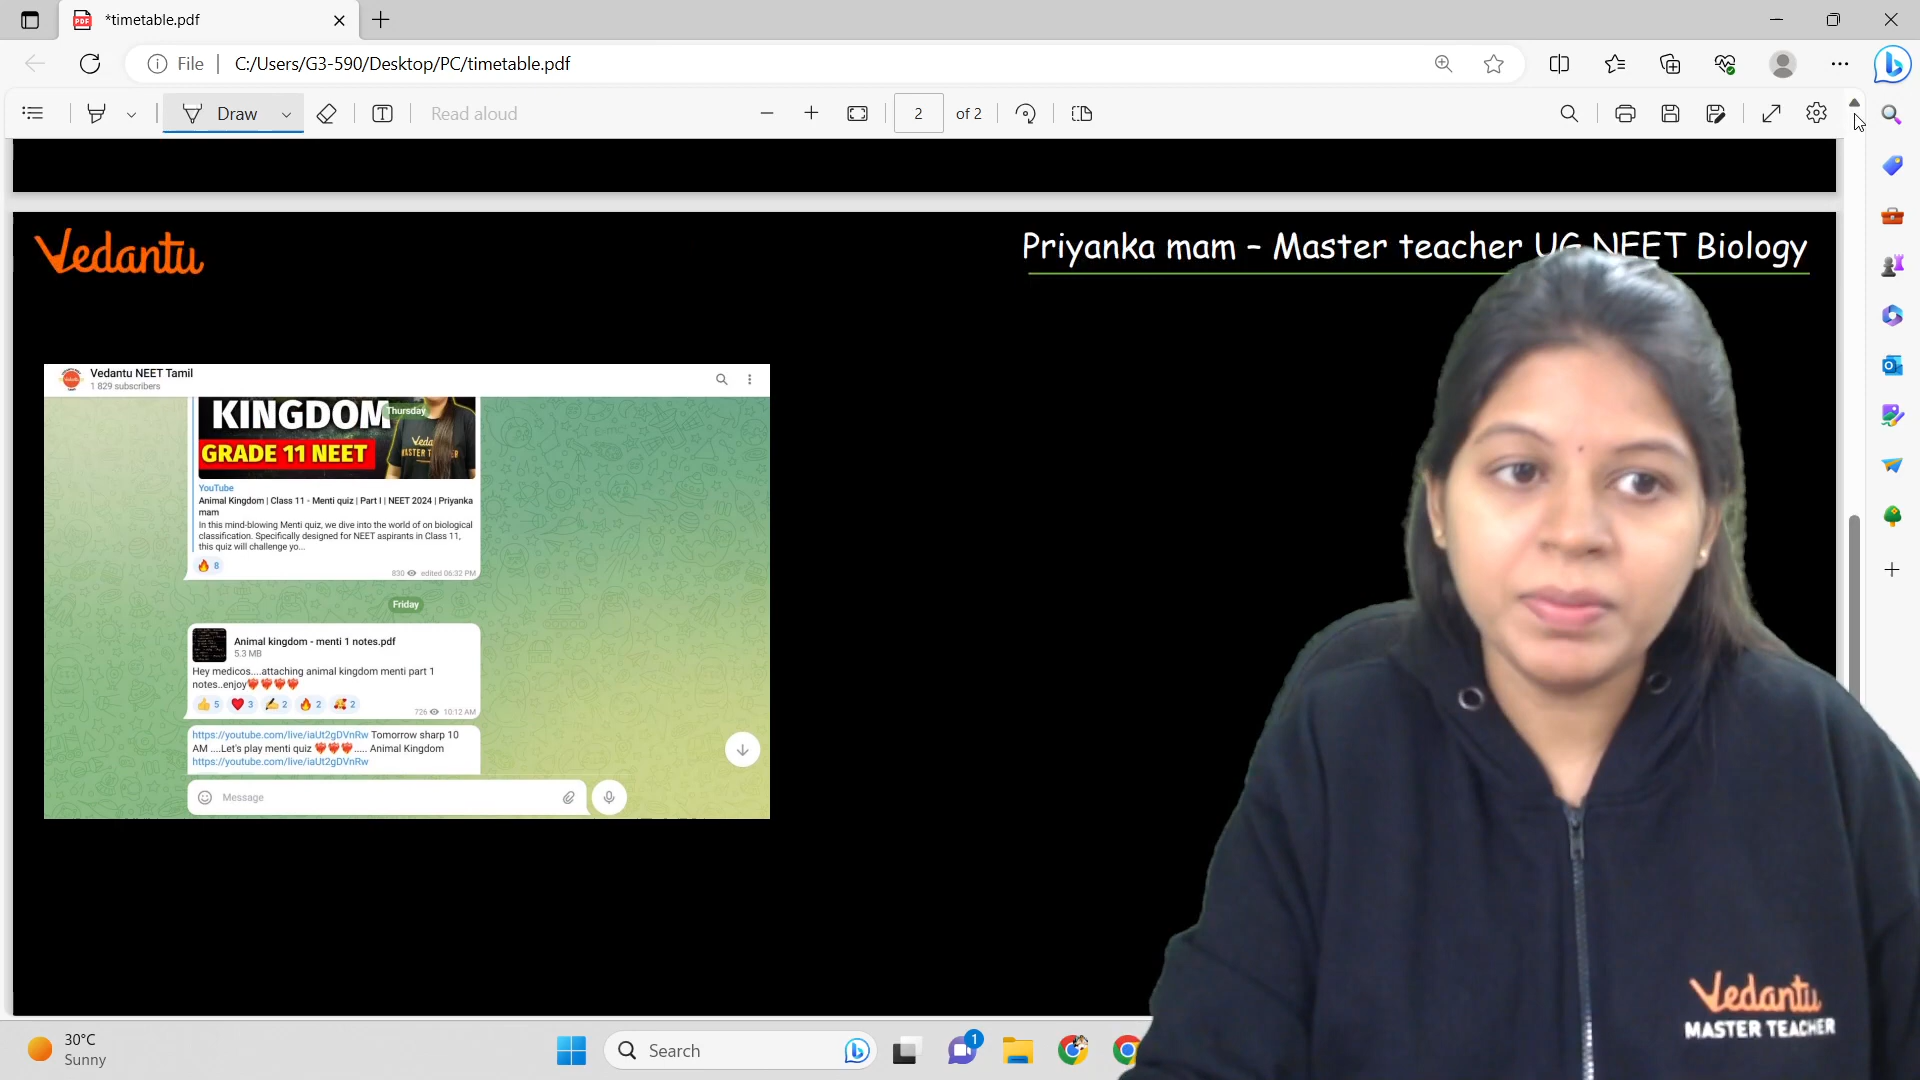 *timetable.pdf
File
C:/Users/G3-590/Desktop/PC/timetable.pdf
Draw
Read aloud
2
of 2
Vedantu
Priyanka mam – Master teacher UG NEET Biology
Vedantu NEET Tamil
1 829 subscribers
KINGDOM
Thursday
GRADE 11 NEET
YouTube
Animal Kingdom | Class 11 - Menti quiz | Part I | NEET 2024 | Priyanka
mam
In this mind-blowing Menti quiz, we dive into the world of on biological
classification. Specifically designed for NEET aspirants in Class 11,
this quiz will challenge yo...
8
830
edited 06:32 PM
Friday
Animal kingdom - menti 1 notes.pdf
5.3 MB
Hey medicos....attaching animal kingdom menti part 1
notes..enjoy❤️‍🔥❤️‍🔥❤️‍🔥❤️‍🔥
5 3 2 2 2
726 10:12 AM
https://youtube.com/live/iaUt2gDVnRw Tomorrow sharp 10
AM ....Let's play menti quiz ❤️‍🔥❤️‍🔥❤️‍🔥..... Animal Kingdom
https://youtube.com/live/iaUt2gDVnRw
Message
Vedantu
MASTER TEACHER
30°C
Sunny
Search
1